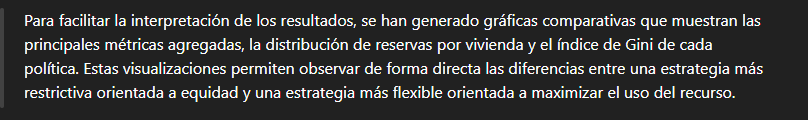 Para facilitar la interpretación de los resultados, se han generado gráficas comparativas que muestran las
principales métricas agregadas, la distribución de reservas por vivienda y el índice de Gini de cada
política. Estas visualizaciones permiten observar de forma directa las diferencias entre una estrategia más
restrictiva orientada a equidad y una estrategia más flexible orientada a maximizar el uso del recurso.